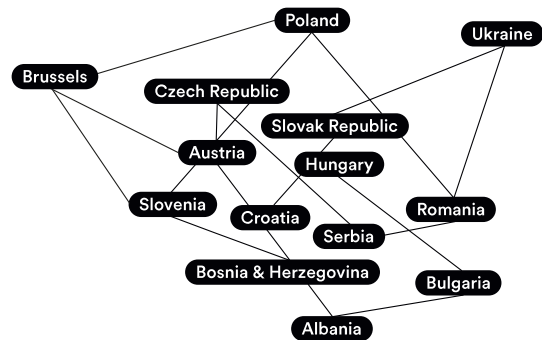 Poland
Ukraine
Brussels
Czech Republic
Slovak Republic
Austria
Hungary
Slovenia
Croatia
Romania
Serbia
Bosnia & Herzegovina
Bulgaria
Albania